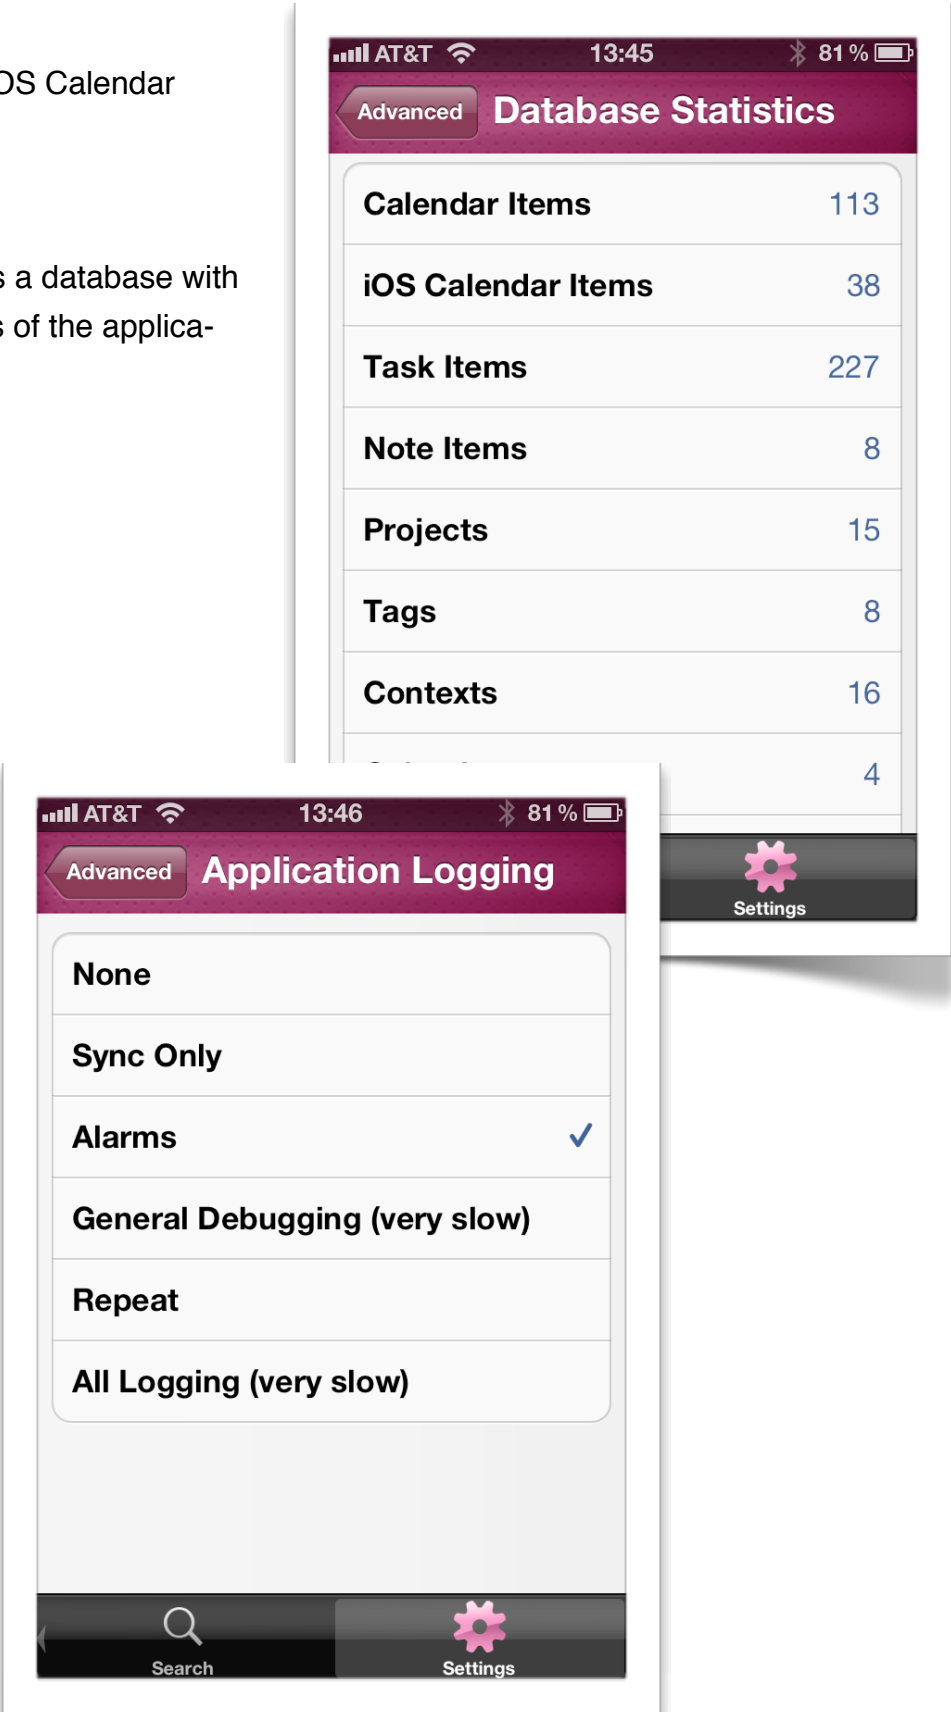 OS Calendar
s a database with
s of the applica-
AT&T 13:45 81%
Advanced Database Statistics
Calendar Items 113
iOS Calendar Items 38
Task Items 227
Note Items 8
Projects 15
Tags 8
Contexts 16
4
Settings
AT&T 13:46 81%
Advanced Application Logging
None
Sync Only
Alarms
General Debugging (very slow)
Repeat
All Logging (very slow)
Search Settings